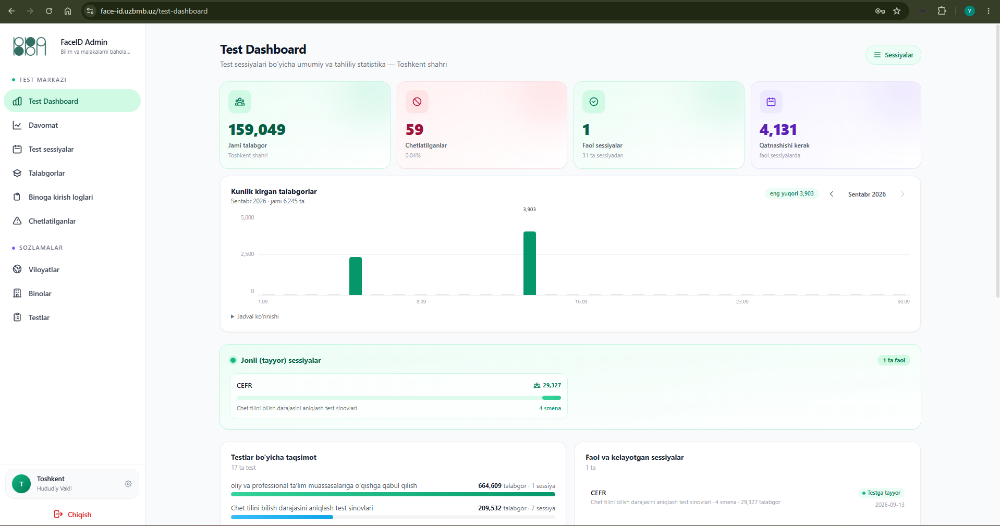 face-id.uzbmb.uz/test-dashboard
Y
FaceID Admin
Bilim va malakalarni bahola...
TEST MARKAZI
Test Dashboard
Davomat
Test sessiyalar
Talabgorlar
Binoga kirish loglari
Chetlatilganlar
SOZLAMALAR
Viloyatlar
Binolar
Testlar
T
Toshkent
Hududiy Vakil
Chiqish
Test Dashboard
Test sessiyalari bo'yicha umumiy va tahliliy statistika — Toshkent shahri
Sessiyalar
159,049
Jami talabgor
Toshkent shahri
59
Chetlatilganlar
0.04%
1
Faol sessiyalar
31 ta sessiyadan
4,131
Qatnashishi kerak
faol sessiyalarda
Kunlik kirgan talabgorlar
Sentabr 2026 · jami 6,245 ta
eng yuqori 3,903
Sentabr 2026
3,903
5,000
2,500
0
1.09 8.09 16.09 23.09 30.09
Jadval ko'rinishi
Jonli (tayyor) sessiyalar
1 ta faol
CEFR
29,327
Chet tilini bilish darajasini aniqlash test sinovlari
4 smena
Testlar bo'yicha taqsimot
17 ta test
oliy va professional ta'lim muassasalariga o'qishga qabul qilish
664,609 talabgor · 1 sessiya
Chet tilini bilish darajasini aniqlash test sinovlari
209,532 talabgor · 7 sessiya
Faol va kelayotgan sessiyalar
1 ta
CEFR
Testga tayyor
Chet tilini bilish darajasini aniqlash test sinovlari · 4 smena · 29,327 talabgor
2026-09-13